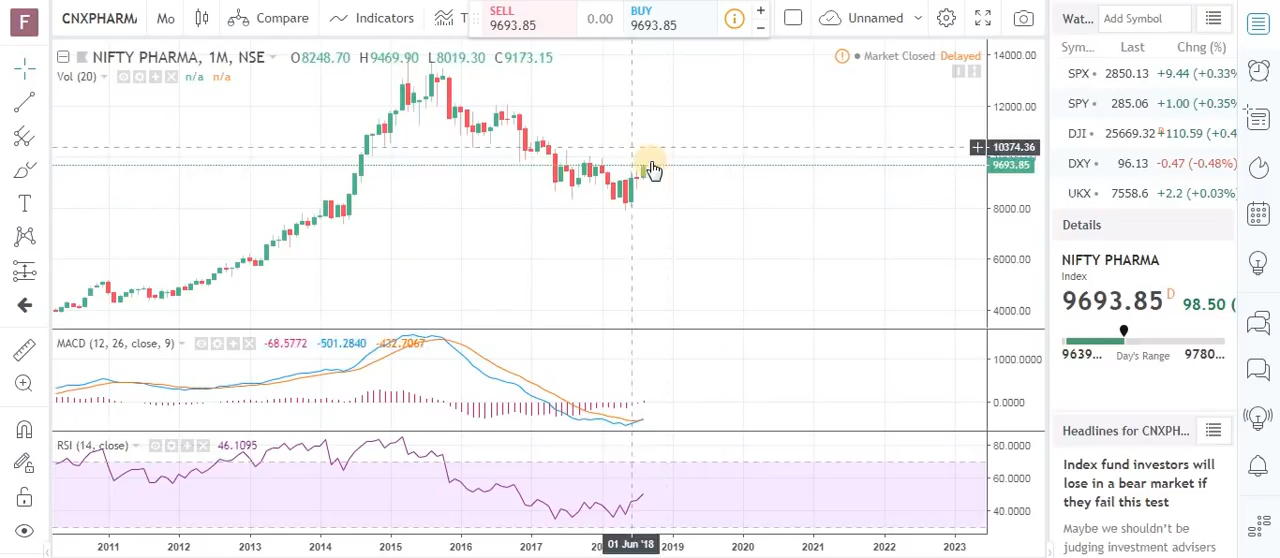 F
CNXPHARM
Mo
Compare
Indicators
T
SELL
9693.85
0.00
BUY
9693.85
Unnamed
NIFTY PHARMA, 1M, NSE
O8248.70 H9469.90 L8019.30 C9173.15
Market Closed Delayed
Vol (20)
n/a n/a
14000.00
12000.00
10374.36
9693.85
8000.00
6000.00
4000.00
MACD (12, 26, close, 9)
-68.5772 -501.2840 -432.7067
1000.0000
0.0000
RSI (14, close)
46.1095
80.0000
60.0000
40.0000
2011 2012 2013 2014 2015 2016 2017 01 Jun '18 2019 2020 2021 2022 2023
Wat...
Add Symbol
Sym... Last Chng (%)
SPX 2850.13 +9.44 (+0.33%
SPY 285.06 +1.00 (+0.35%
DJI 25669.32 +110.59 (+0.4
DXY 96.13 -0.47 (-0.48%)
UKX 7558.6 +2.2 (+0.03%)
Details
NIFTY PHARMA
Index
9693.85 D 98.50 (
9639... Day's Range 9780...
Headlines for CNXPH...
Index fund investors will
lose in a bear market if
they fail this test
Maybe we shouldn't be
judging investment advisers